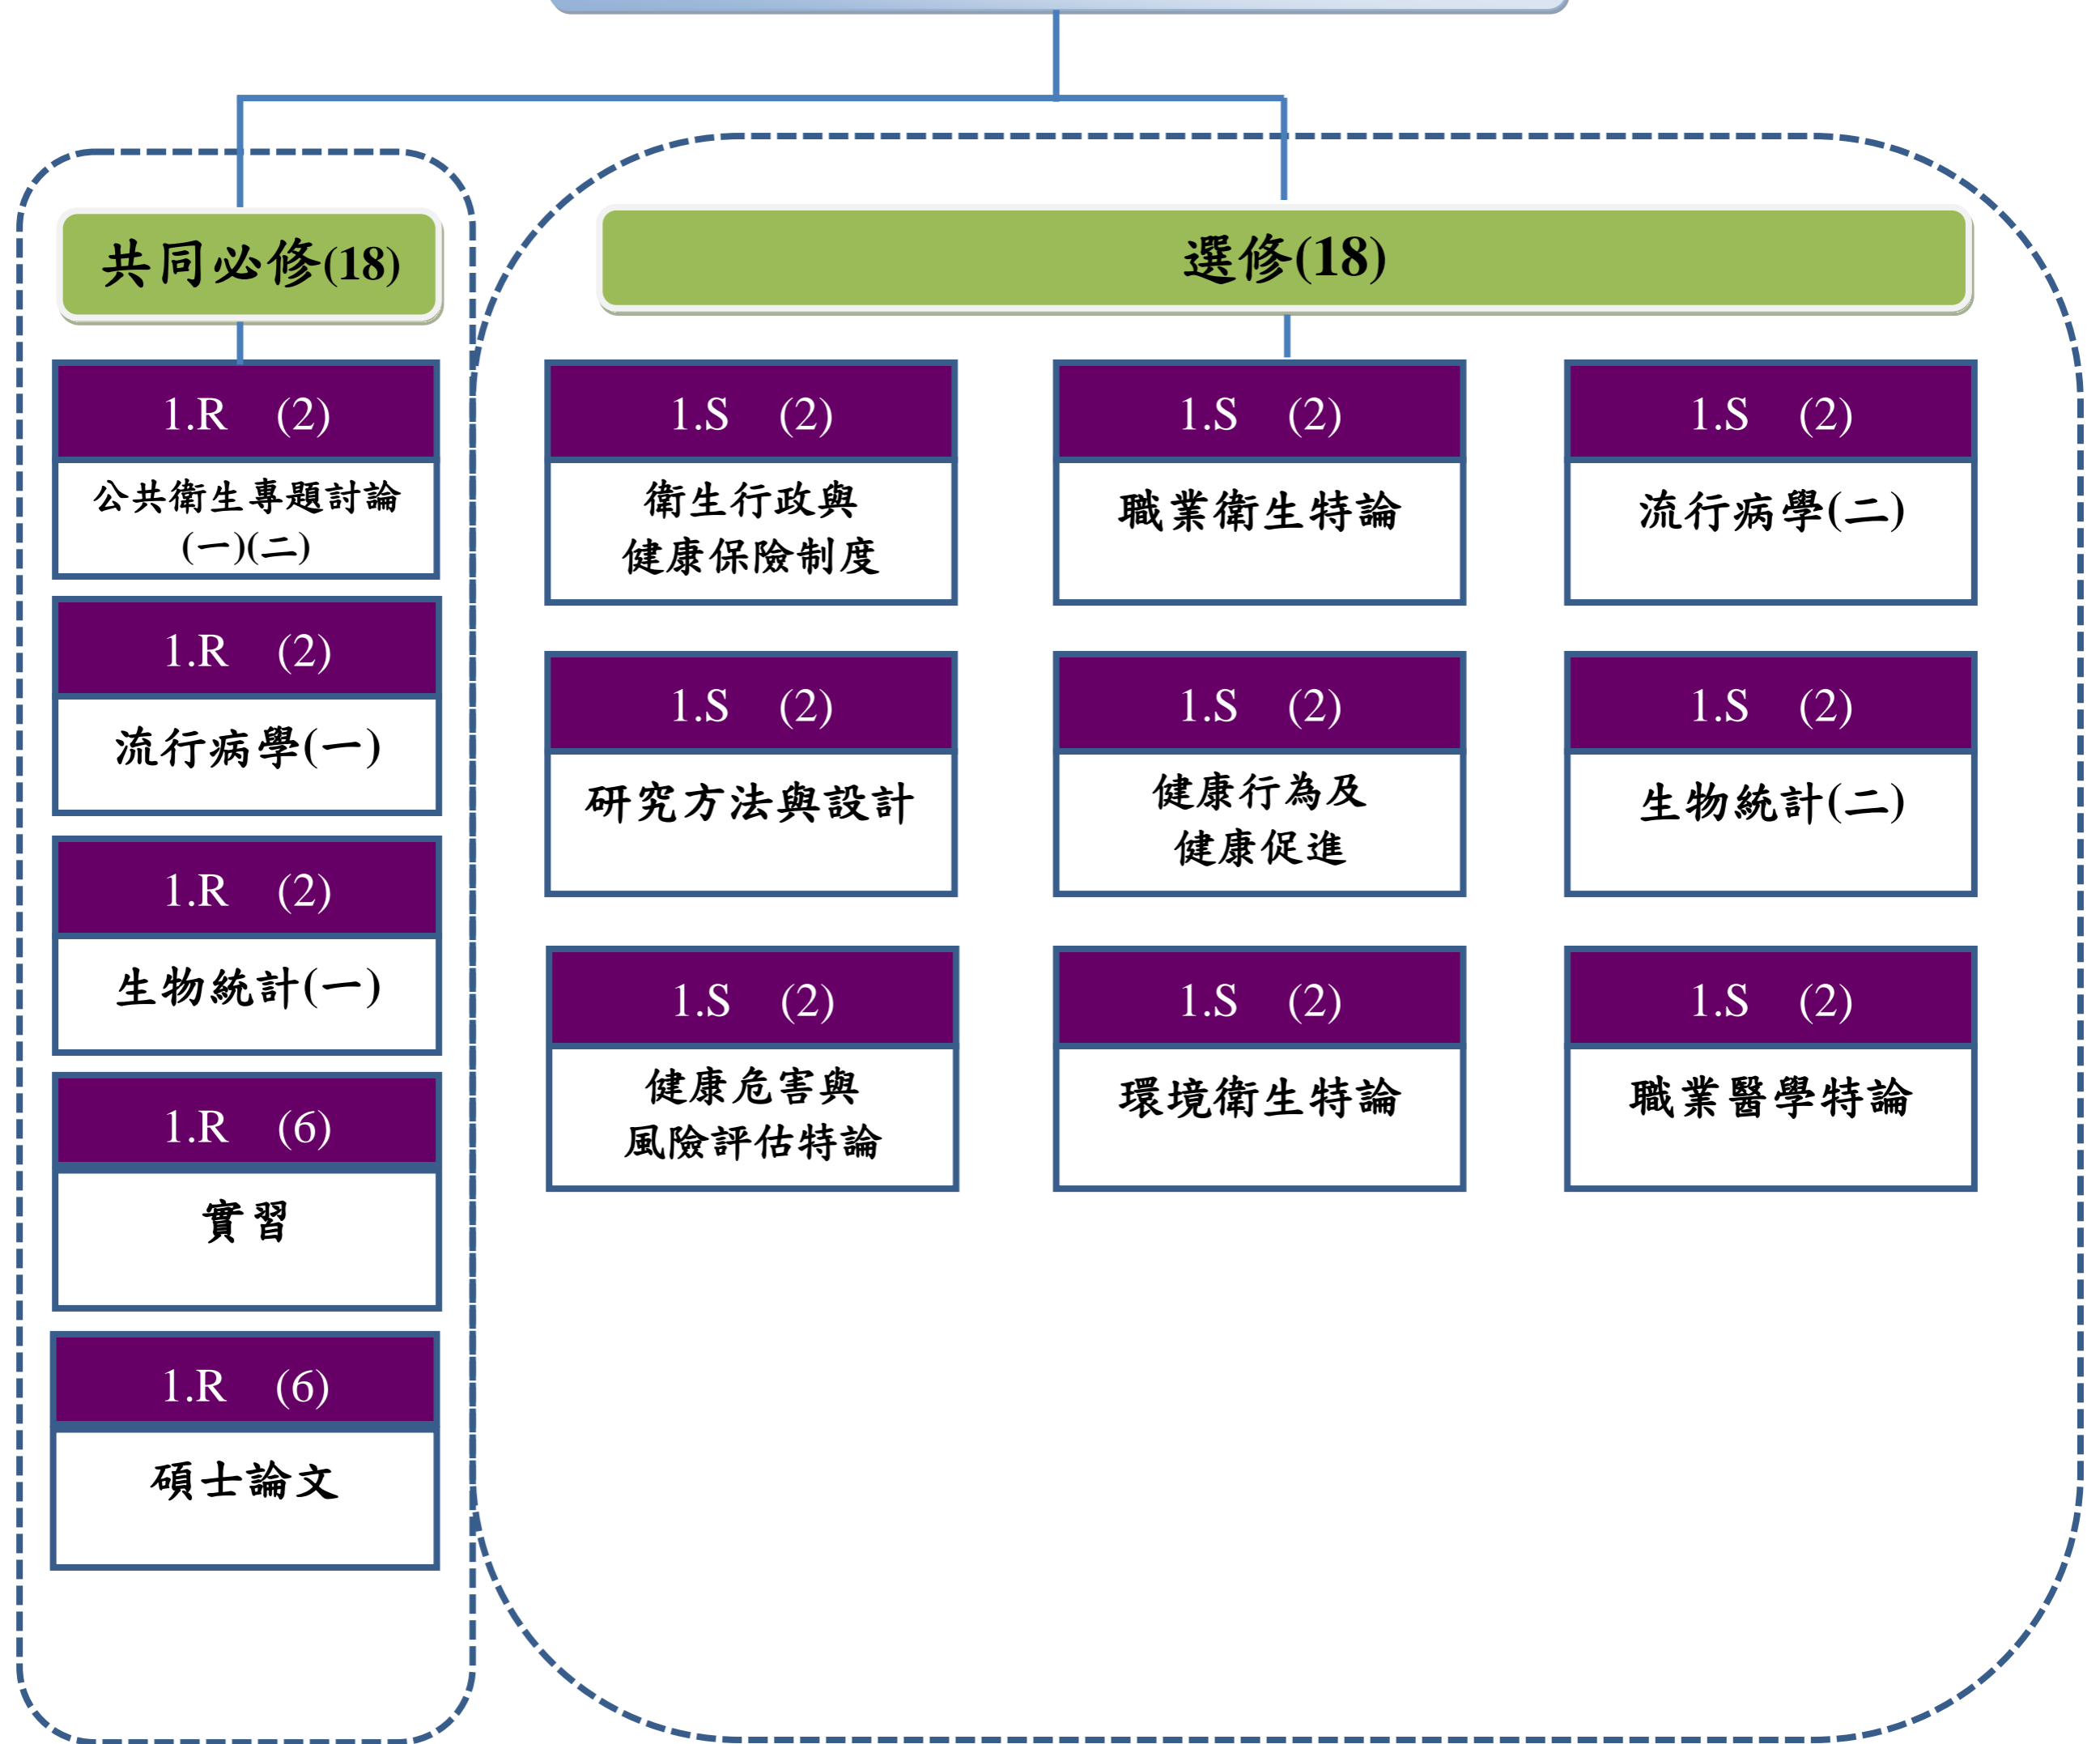 共同必修(18)
1.R (2)
公共衛生專題討論
(一)(二)
1.R (2)
流行病學(一)
1.R (2)
生物統計(一)
1.R (6)
實習
1.R (6)
碩士論文
選修(18)
1.S (2)
衛生行政與
健康保險制度
1.S (2)
職業衛生特論
1.S (2)
流行病學(二)
1.S (2)
研究方法與設計
1.S (2)
健康行為及
健康促進
1.S (2)
生物統計(二)
1.S (2)
健康危害與
風險評估特論
1.S (2)
環境衛生特論
1.S (2)
職業醫學特論